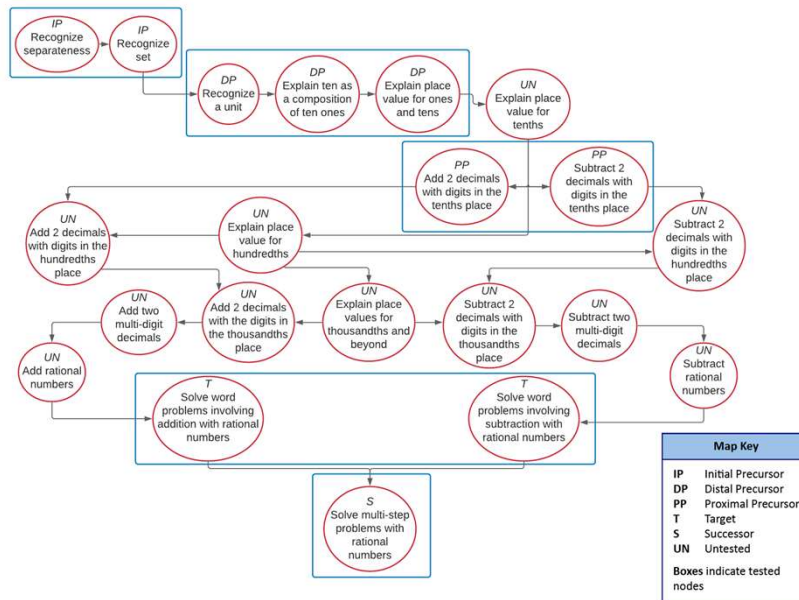 IP
Recognize
separateness
IP
Recognize
set
DP
Recognize
a unit
DP
Explain ten as
a composition
of ten ones
DP
Explain place
value for ones
and tens
UN
Explain place
value for
tenths
PP
Add 2 decimals
with digits in the
tenths place
PP
Subtract 2
decimals with
digits in the
tenths place
UN
Add 2 decimals
with digits in the
hundredths
place
UN
Explain place
value for
hundredths
UN
Subtract 2
decimals with
digits in the
hundredths
place
UN
Add two
multi-digit
decimals
UN
Add 2 decimals
with the digits in
the thousandths
place
UN
Explain place
values for
thousandths and
beyond
UN
Subtract 2
decimals with
digits in the
thousandths
place
UN
Subtract two
multi-digit
decimals
UN
Add rational
numbers
UN
Subtract
rational
numbers
T
Solve word
problems involving
addition with rational
numbers
T
Solve word
problems involving
subtraction with
rational numbers
S
Solve multi-step
problems with
rational
numbers
Map Key
IP Initial Precursor
DP Distal Precursor
PP Proximal Precursor
T Target
S Successor
UN Untested
Boxes indicate tested
nodes